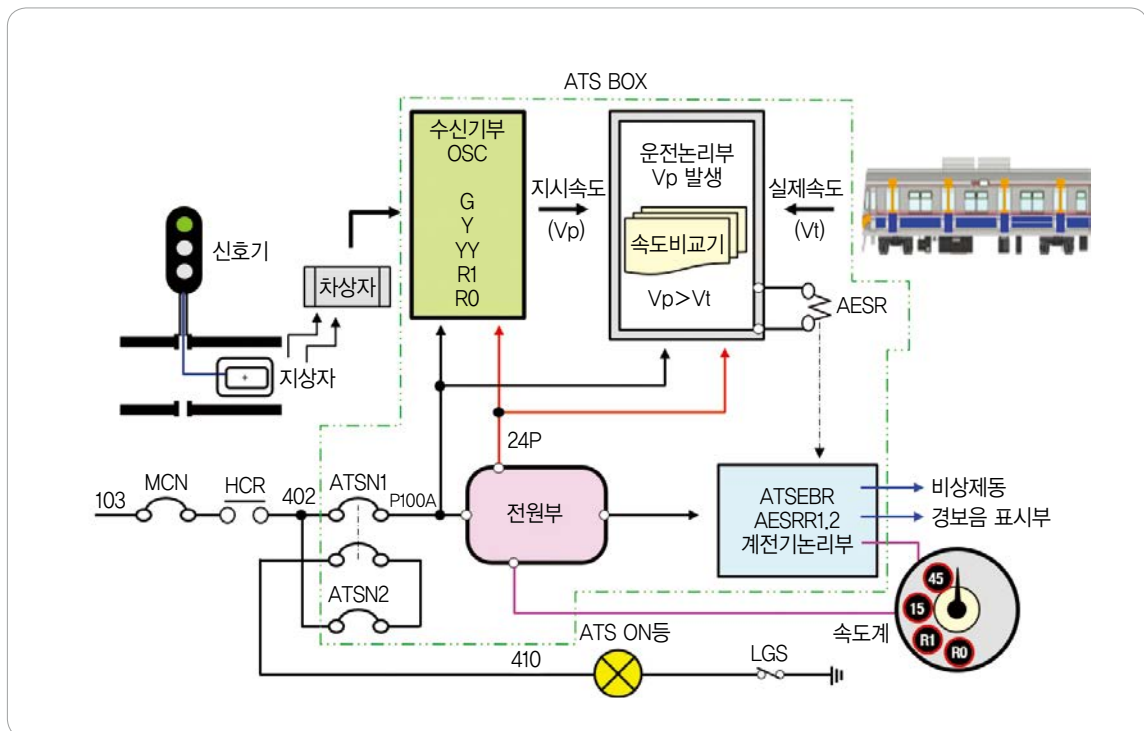 ATS BOX
수신기부
OSC
G
Y
YY
R1
R0
지시속도
(Vp)
운전논리부
Vp 발생
속도비교기
Vp>Vt
실제속도
(Vt)
AESR
신호기
차상자
지상자
24P
MCN
HCR
103
402
ATSN1
P100A
전원부
ATSEBR
AESRR1,2
계전기논리부
비상제동
경보음 표시부
ATSN2
45
15
R1
R0
속도계
ATS ON등
410
LGS